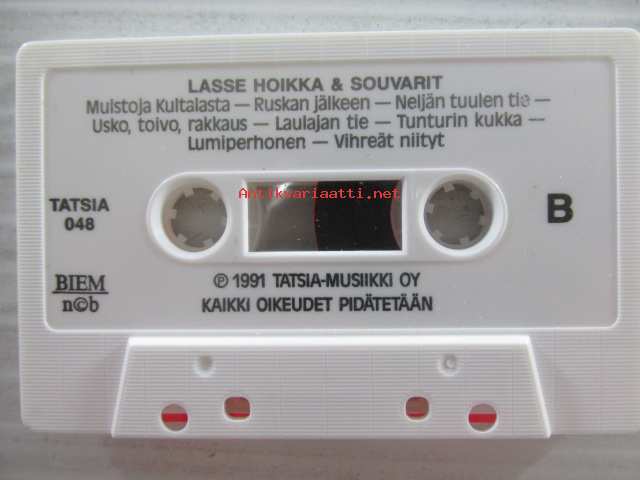 LASSE HOIKKA & SOUVARIT
Muistoja Kultalasta — Ruskan jälkeen — Neljän tuulen tie —
Usko, toivo, rakkaus — Laulajan tie — Tunturin kukka —
Lumiperhonen — Vihreät niityt
Antikvariaatti.net
TATSIA
048
B
BIEM
n©b
℗ 1991 TATSIA-MUSIIKKI OY
KAIKKI OIKEUDET PIDÄTETÄÄN